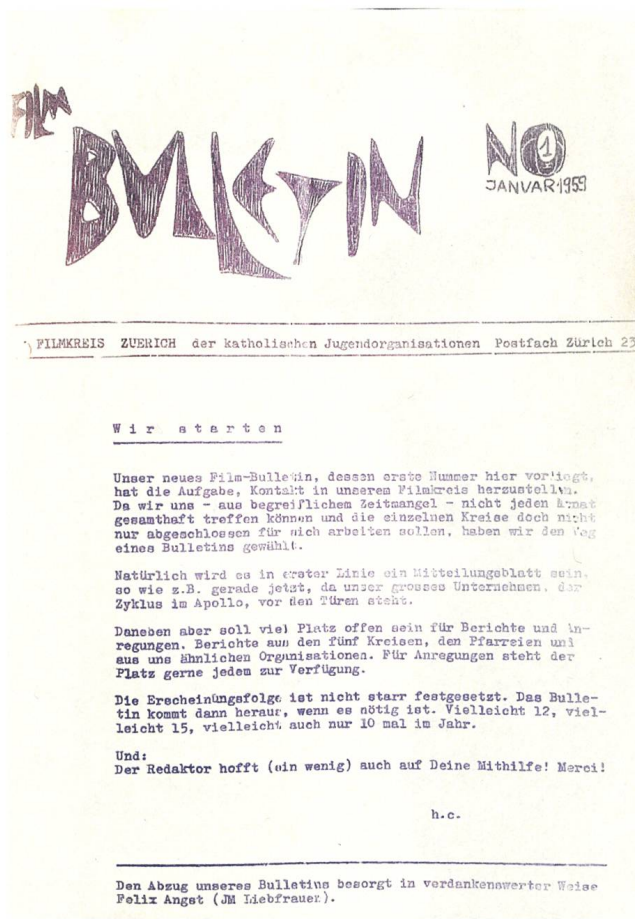 FILM
BULLETIN
NO 1
JANUAR 1959
FILMKREIS ZUERICH der katholischen Jugendorganisationen Postfach Zürich 23
Wir starten
Unser neues Film-Bulletin, dessen erste Nummer hier vorliegt,
hat die Aufgabe, Kontakt in unserem Filmkreis herzustellen.
Da wir uns - aus begreiflichem Zeitmangel - nicht jeden Monat
gesamthaft treffen können und die einzelnen Kreise doch nicht
nur abgeschlossen für sich arbeiten sollen, haben wir den Weg
eines Bulletins gewählt.
Natürlich wird es in erster Linie ein Mitteilungsblatt sein,
so wie z.B. gerade jetzt, da unser grosses Unternehmen, der
Zyklus im Apollo, vor den Türen steht.
Daneben aber soll viel Platz offen sein für Berichte und An-
regungen. Berichte aus den fünf Kreisen, den Pfarreien und
aus uns ähnlichen Organisationen. Für Anregungen steht der
Platz gerne jedem zur Verfügung.
Die Erscheinungsfolge ist nicht starr festgesetzt. Das Bulle-
tin kommt dann heraus, wenn es nötig ist. Vielleicht 12, viel-
leicht 15, vielleicht auch nur 10 mal im Jahr.
Und:
Der Redaktor hofft (ein wenig) auch auf Deine Mithilfe! Merci!
h.c.
Den Abzug unseres Bulletins besorgt in verdankenswerter Weise
Felix Angst (JM Liebfrauen).